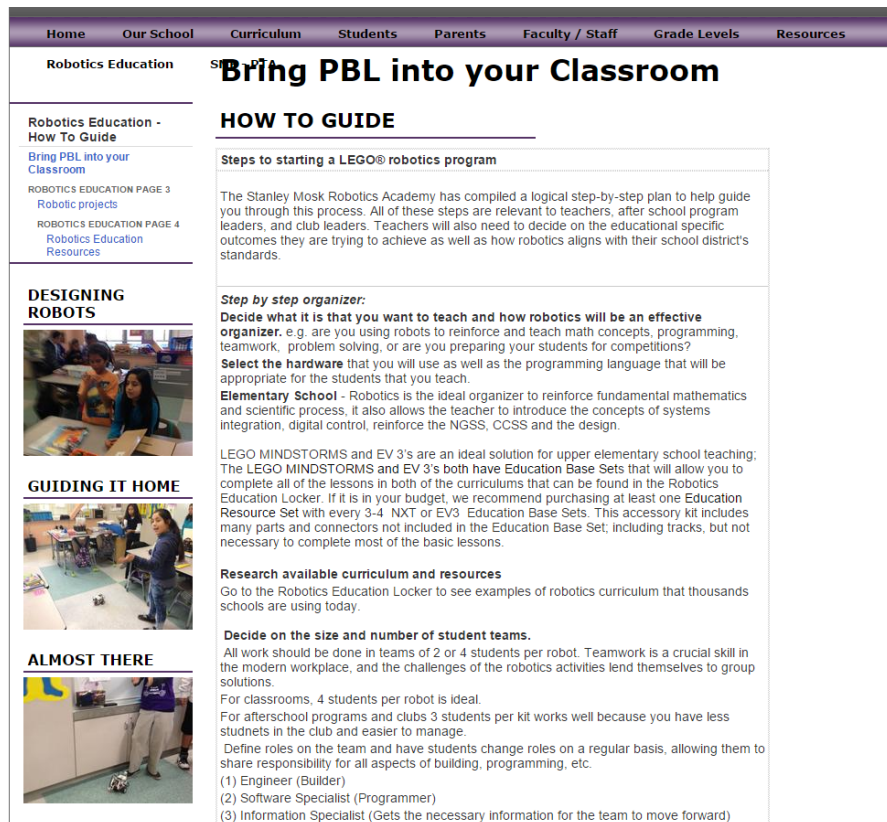 Home Our School Curriculum Students Parents Faculty / Staff Grade Levels Resources
Robotics Education
Bring PBL into your Classroom
Robotics Education -
How To Guide
Bring PBL into your
Classroom
ROBOTICS EDUCATION PAGE 3
Robotic projects
ROBOTICS EDUCATION PAGE 4
Robotics Education
Resources
DESIGNING
ROBOTS
GUIDING IT HOME
ALMOST THERE
HOW TO GUIDE
Steps to starting a LEGO® robotics program
The Stanley Mosk Robotics Academy has compiled a logical step-by-step plan to help guide
you through this process. All of these steps are relevant to teachers, after school program
leaders, and club leaders. Teachers will also need to decide on the educational specific
outcomes they are trying to achieve as well as how robotics aligns with their school district's
standards.
Step by step organizer:
Decide what it is that you want to teach and how robotics will be an effective
organizer. e.g. are you using robots to reinforce and teach math concepts, programming,
teamwork, problem solving, or are you preparing your students for competitions?
Select the hardware that you will use as well as the programming language that will be
appropriate for the students that you teach.
Elementary School - Robotics is the ideal organizer to reinforce fundamental mathematics
and scientific process, it also allows the teacher to introduce the concepts of systems
integration, digital control, reinforce the NGSS, CCSS and the design.
LEGO MINDSTORMS and EV 3's are an ideal solution for upper elementary school teaching;
The LEGO MINDSTORMS and EV 3's both have Education Base Sets that will allow you to
complete all of the lessons in both of the curriculums that can be found in the Robotics
Education Locker. If it is in your budget, we recommend purchasing at least one Education
Resource Set with every 3-4 NXT or EV3 Education Base Sets. This accessory kit includes
many parts and connectors not included in the Education Base Set; including tracks, but not
necessary to complete most of the basic lessons.
Research available curriculum and resources
Go to the Robotics Education Locker to see examples of robotics curriculum that thousands
schools are using today.
Decide on the size and number of student teams.
All work should be done in teams of 2 or 4 students per robot. Teamwork is a crucial skill in
the modern workplace, and the challenges of the robotics activities lend themselves to group
solutions.
For classrooms, 4 students per robot is ideal.
For afterschool programs and clubs 3 students per kit works well because you have less
studnets in the club and easier to manage.
Define roles on the team and have students change roles on a regular basis, allowing them to
share responsibility for all aspects of building, programming, etc.
(1) Engineer (Builder)
(2) Software Specialist (Programmer)
(3) Information Specialist (Gets the necessary information for the team to move forward)